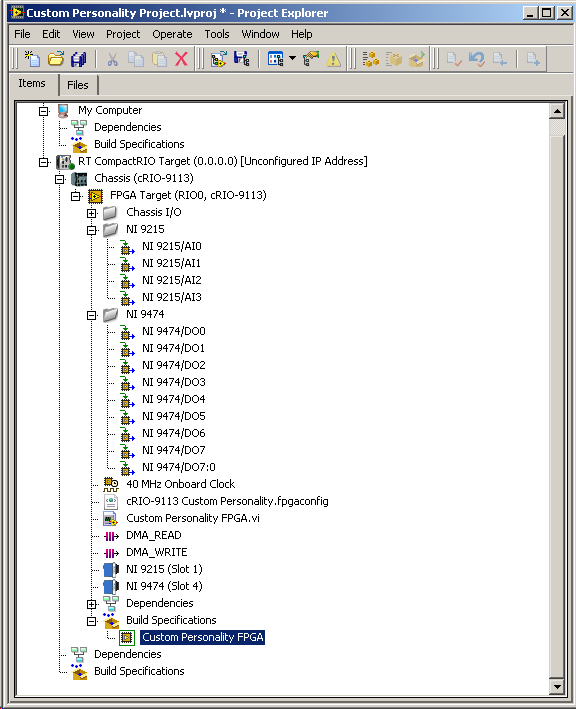 Custom Personality Project.lvproj * - Project Explorer
File Edit View Project Operate Tools Window Help
Items Files
My Computer
Dependencies
Build Specifications
RT CompactRIO Target (0.0.0.0) [Unconfigured IP Address]
Chassis (cRIO-9113)
FPGA Target (RIO0, cRIO-9113)
Chassis I/O
NI 9215
NI 9215/AI0
NI 9215/AI1
NI 9215/AI2
NI 9215/AI3
NI 9474
NI 9474/DO0
NI 9474/DO1
NI 9474/DO2
NI 9474/DO3
NI 9474/DO4
NI 9474/DO5
NI 9474/DO6
NI 9474/DO7
NI 9474/DO7:0
40 MHz Onboard Clock
cRIO-9113 Custom Personality.fpgaconfig
Custom Personality FPGA.vi
DMA_READ
DMA_WRITE
NI 9215 (Slot 1)
NI 9474 (Slot 4)
Dependencies
Build Specifications
Custom Personality FPGA
Dependencies
Build Specifications